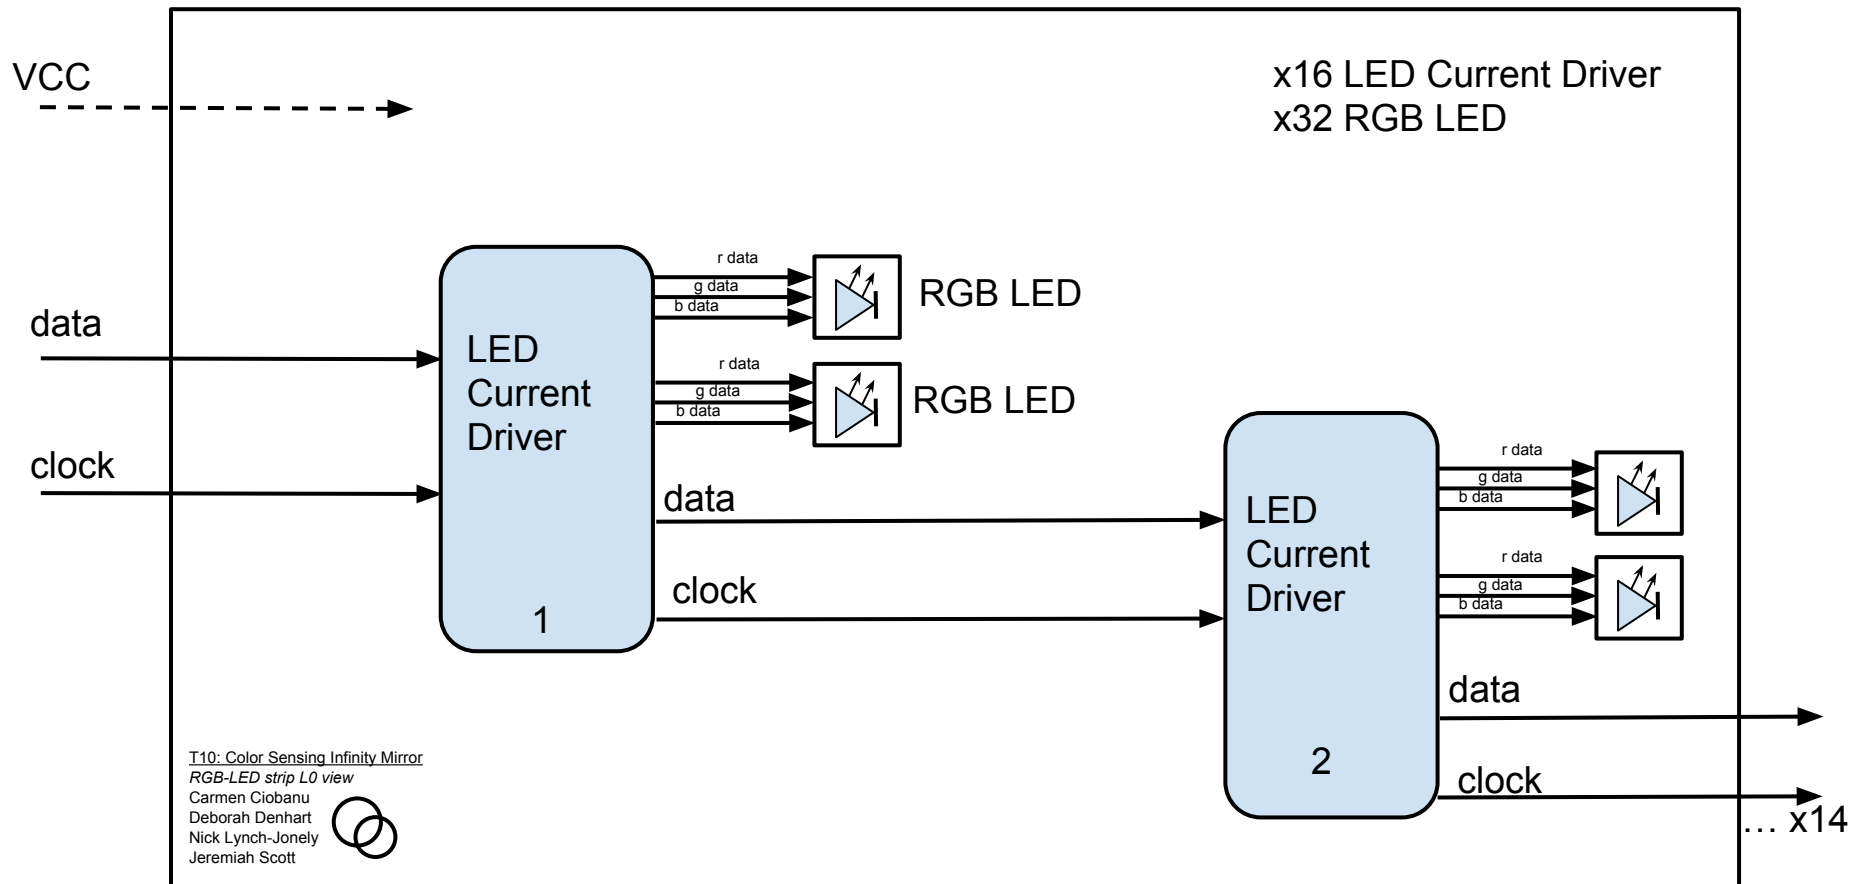 VCC
x16 LED Current Driver
x32 RGB LED
data
clock
LED
Current
Driver
1
r data
g data
b data
RGB LED
r data
g data
b data
RGB LED
data
clock
LED
Current
Driver
2
r data
g data
b data
r data
g data
b data
data
clock
... x14
T10: Color Sensing Infinity Mirror
RGB-LED strip L0 view
Carmen Ciobanu
Deborah Denhart
Nick Lynch-Jonely
Jeremiah Scott